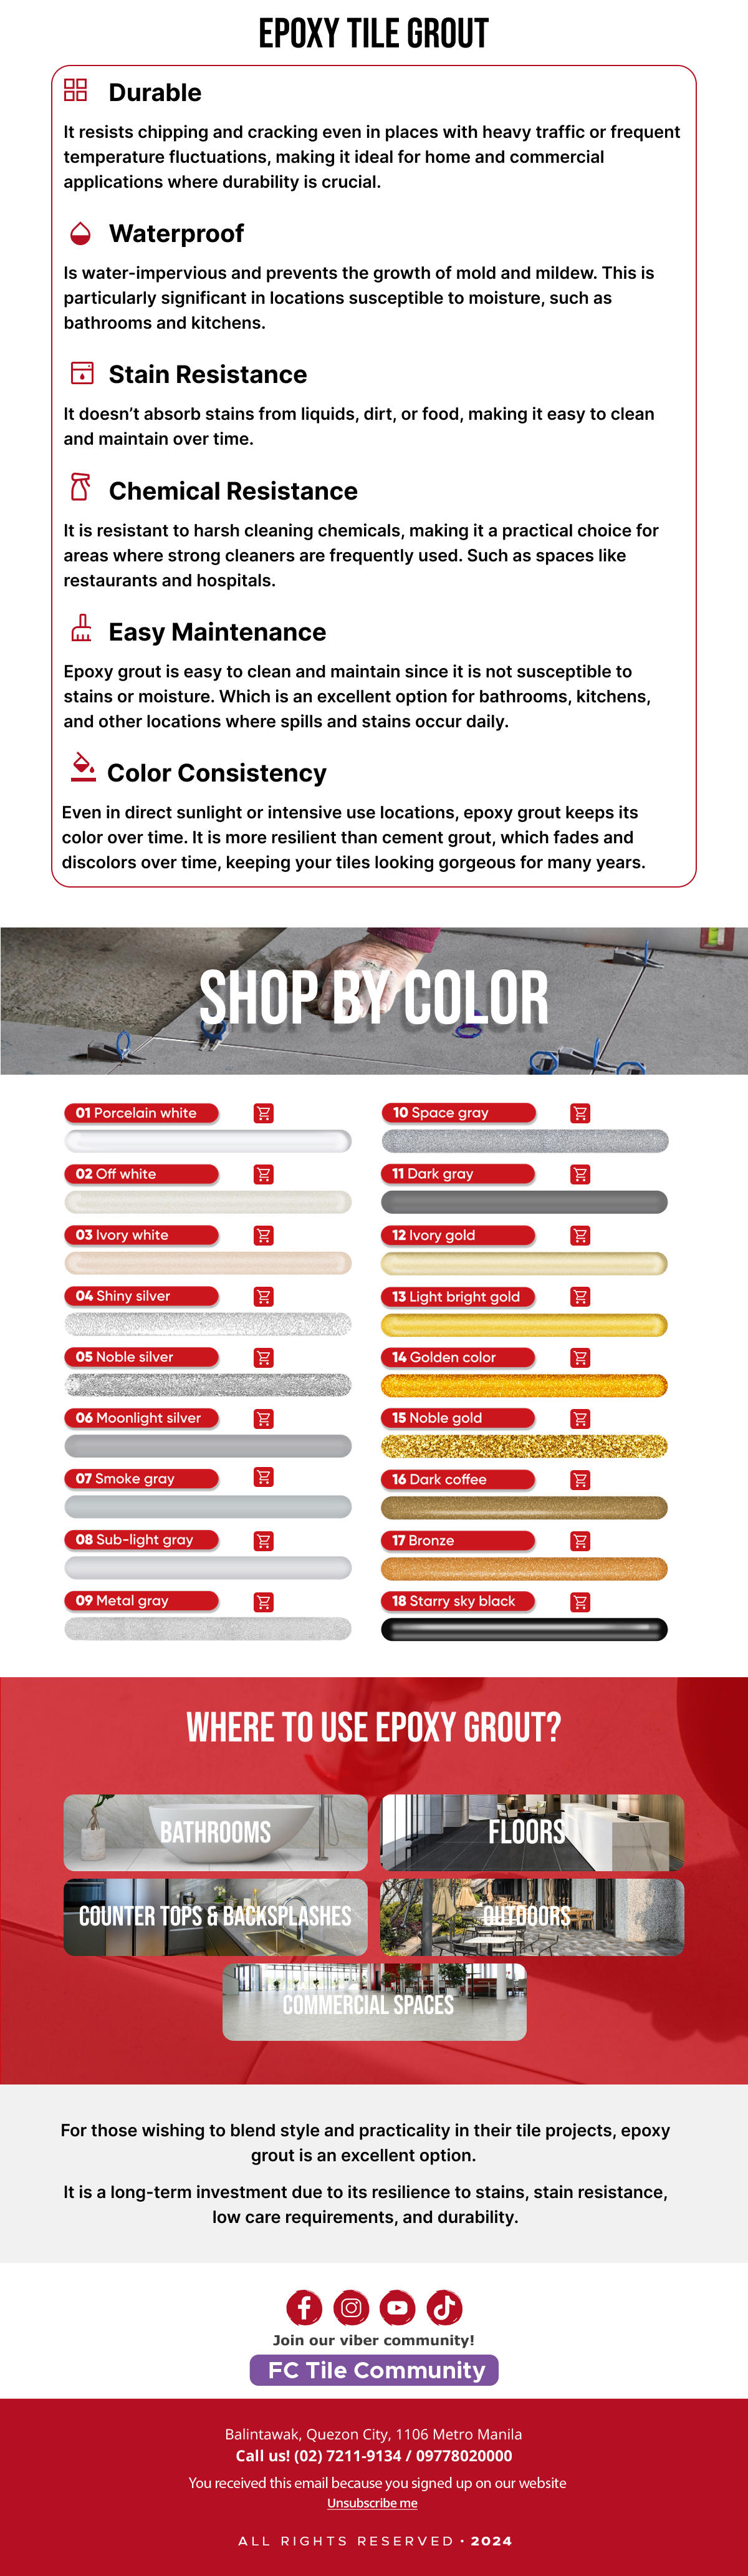 EPOXY TILE GROUT
Durable
It resists chipping and cracking even in places with heavy traffic or frequent
temperature fluctuations, making it ideal for home and commercial
applications where durability is crucial.
Waterproof
Is water-impervious and prevents the growth of mold and mildew. This is
particularly significant in locations susceptible to moisture, such as
bathrooms and kitchens.
Stain Resistance
It doesn’t absorb stains from liquids, dirt, or food, making it easy to clean
and maintain over time.
Chemical Resistance
It is resistant to harsh cleaning chemicals, making it a practical choice for
areas where strong cleaners are frequently used. Such as spaces like
restaurants and hospitals.
Easy Maintenance
Epoxy grout is easy to clean and maintain since it is not susceptible to
stains or moisture. Which is an excellent option for bathrooms, kitchens,
and other locations where spills and stains occur daily.
Color Consistency
Even in direct sunlight or intensive use locations, epoxy grout keeps its
color over time. It is more resilient than cement grout, which fades and
discolors over time, keeping your tiles looking gorgeous for many years.
SHOP BY COLOR
01 Porcelain white
02 Off white
03 Ivory white
04 Shiny silver
05 Noble silver
06 Moonlight silver
07 Smoke gray
08 Sub-light gray
09 Metal gray
10 Space gray
11 Dark gray
12 Ivory gold
13 Light bright gold
14 Golden color
15 Noble gold
16 Dark coffee
17 Bronze
18 Starry sky black
WHERE TO USE EPOXY GROUT?
BATHROOMS
FLOORS
COUNTER TOPS & BACKSPLASHES
OUTDOORS
COMMERCIAL SPACES
For those wishing to blend style and practicality in their tile projects, epoxy
grout is an excellent option.
It is a long-term investment due to its resilience to stains, stain resistance,
low care requirements, and durability.
Join our viber community!
FC Tile Community
Balintawak, Quezon City, 1106 Metro Manila
Call us! (02) 7211-9134 / 09778020000
You received this email because you signed up on our website
Unsubscribe me
ALL RIGHTS RESERVED • 2024